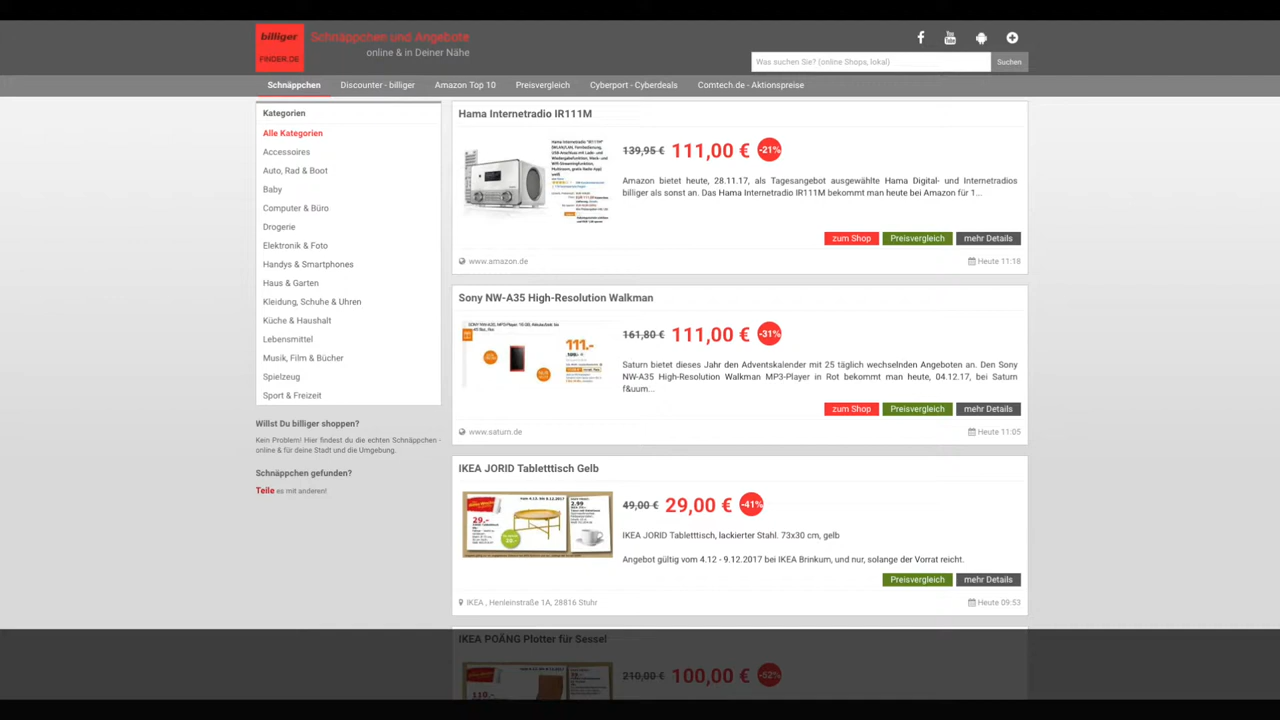 billiger
FINDER.DE
Schnäppchen und Angebote
online & in Deiner Nähe
Was suchen Sie? (online Shops, lokal)
Suchen
Schnäppchen
Discounter - billiger
Amazon Top 10
Preisvergleich
Cyberport - Cyberdeals
Comtech.de - Aktionspreise
Kategorien
Alle Kategorien
Accessoires
Auto, Rad & Boot
Baby
Computer & Büro
Drogerie
Elektronik & Foto
Handys & Smartphones
Haus & Garten
Kleidung, Schuhe & Uhren
Küche & Haushalt
Lebensmittel
Musik, Film & Bücher
Spielzeug
Sport & Freizeit
Willst Du billiger shoppen?
Kein Problem! Hier findest du die echten Schnäppchen -
online & für deine Stadt und die Umgebung.
Schnäppchen gefunden?
Teile es mit anderen!
Hama Internetradio IR111M
139,95 € 111,00 € -21%
Amazon bietet heute, 28.11.17, als Tagesangebot ausgewählte Hama Digital- und Internetradios
billiger als sonst an. Das Hama Internetradio IR111M bekommt man heute bei Amazon für 1...
zum Shop Preisvergleich mehr Details
www.amazon.de Heute 11:18
Sony NW-A35 High-Resolution Walkman
111.-
161,80 € 111,00 € -31%
Saturn bietet dieses Jahr den Adventskalender mit 25 täglich wechselnden Angeboten an. Den Sony
NW-A35 High-Resolution Walkman MP3-Player in Rot bekommt man heute, 04.12.17, bei Saturn
f&uum...
zum Shop Preisvergleich mehr Details
www.saturn.de Heute 11:05
IKEA JORID Tabletttisch Gelb
29.-
2,99
49,00 € 29,00 € -41%
IKEA JORID Tabletttisch, lackierter Stahl. 73x30 cm, gelb
Angebot gültig vom 4.12 - 9.12.2017 bei IKEA Brinkum, und nur, solange der Vorrat reicht.
Preisvergleich mehr Details
IKEA , Henleinstraße 1A, 28816 Stuhr Heute 09:53
IKEA POÄNG Plotter für Sessel
110.-
210,00 € 100,00 € -52%